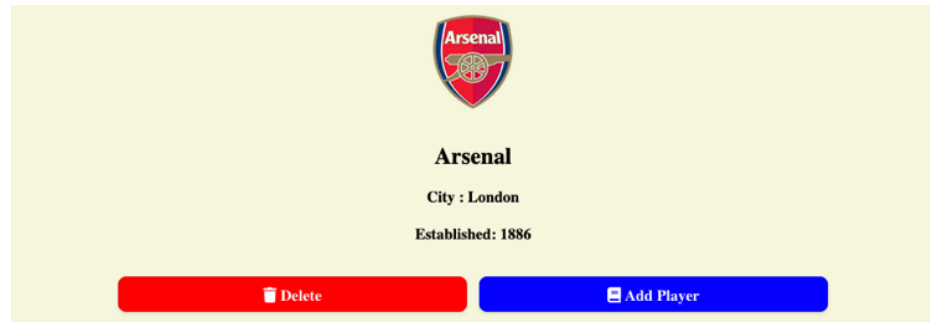 Arsenal
Arsenal
City : London
Established: 1886
Delete
Add Player